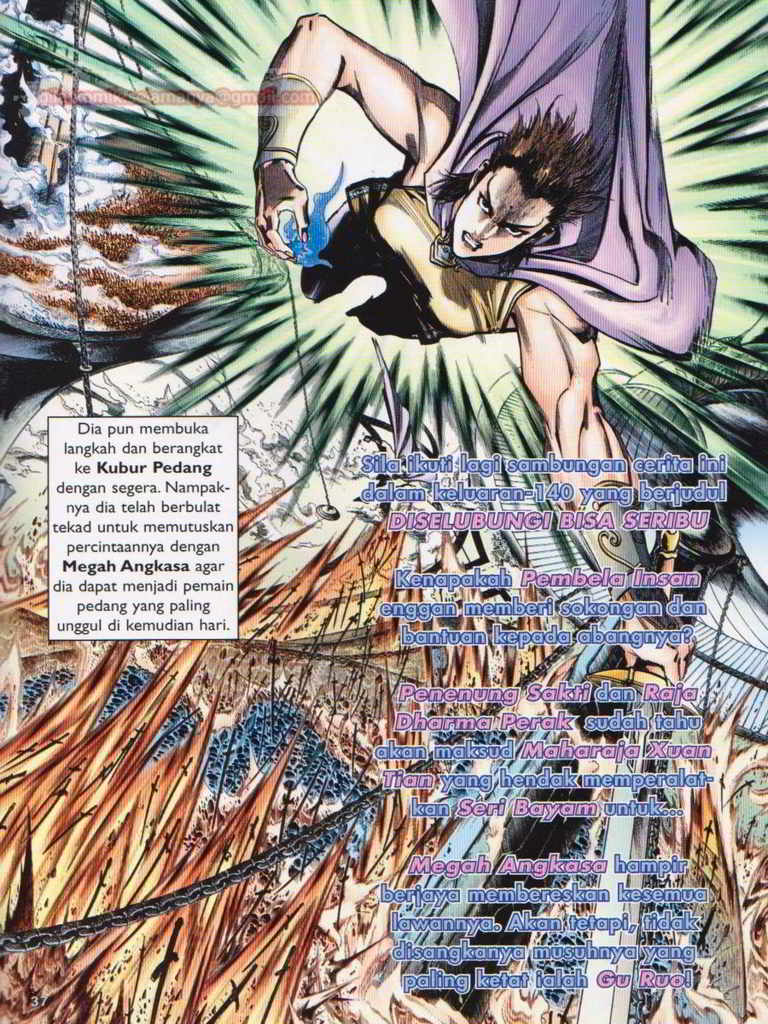 gilakomikselamanya@gmail.com
Dia pun membuka
langkah dan berangkat
ke Kubur Pedang
dengan segera. Nampak-
nya dia telah berbulat
tekad untuk memutuskan
percintaannya dengan
Megah Angkasa agar
dia dapat menjadi pemain
pedang yang paling
unggul di kemudian hari.
Sila ikuti lagi sambungan cerita ini
dalam keluaran-140 yang berjudul
DISELUBUNGI BISA SERIBU
Kenapakah Pembela Insan
enggan memberi sokongan dan
bantuan kepada abangnya?
Penenung Sakti dan Raja
Dharma Perak sudah tahu
akan maksud Maharaja Xuan
Tian yang hendak memperalat-
kan Seri Bayam untuk...
Megah Angkasa hampir
berjaya membereskan kesemua
lawannya. Akan tetapi, tidak
disangkanya musuhnya yang
paling ketat ialah Gu Ruo!
37